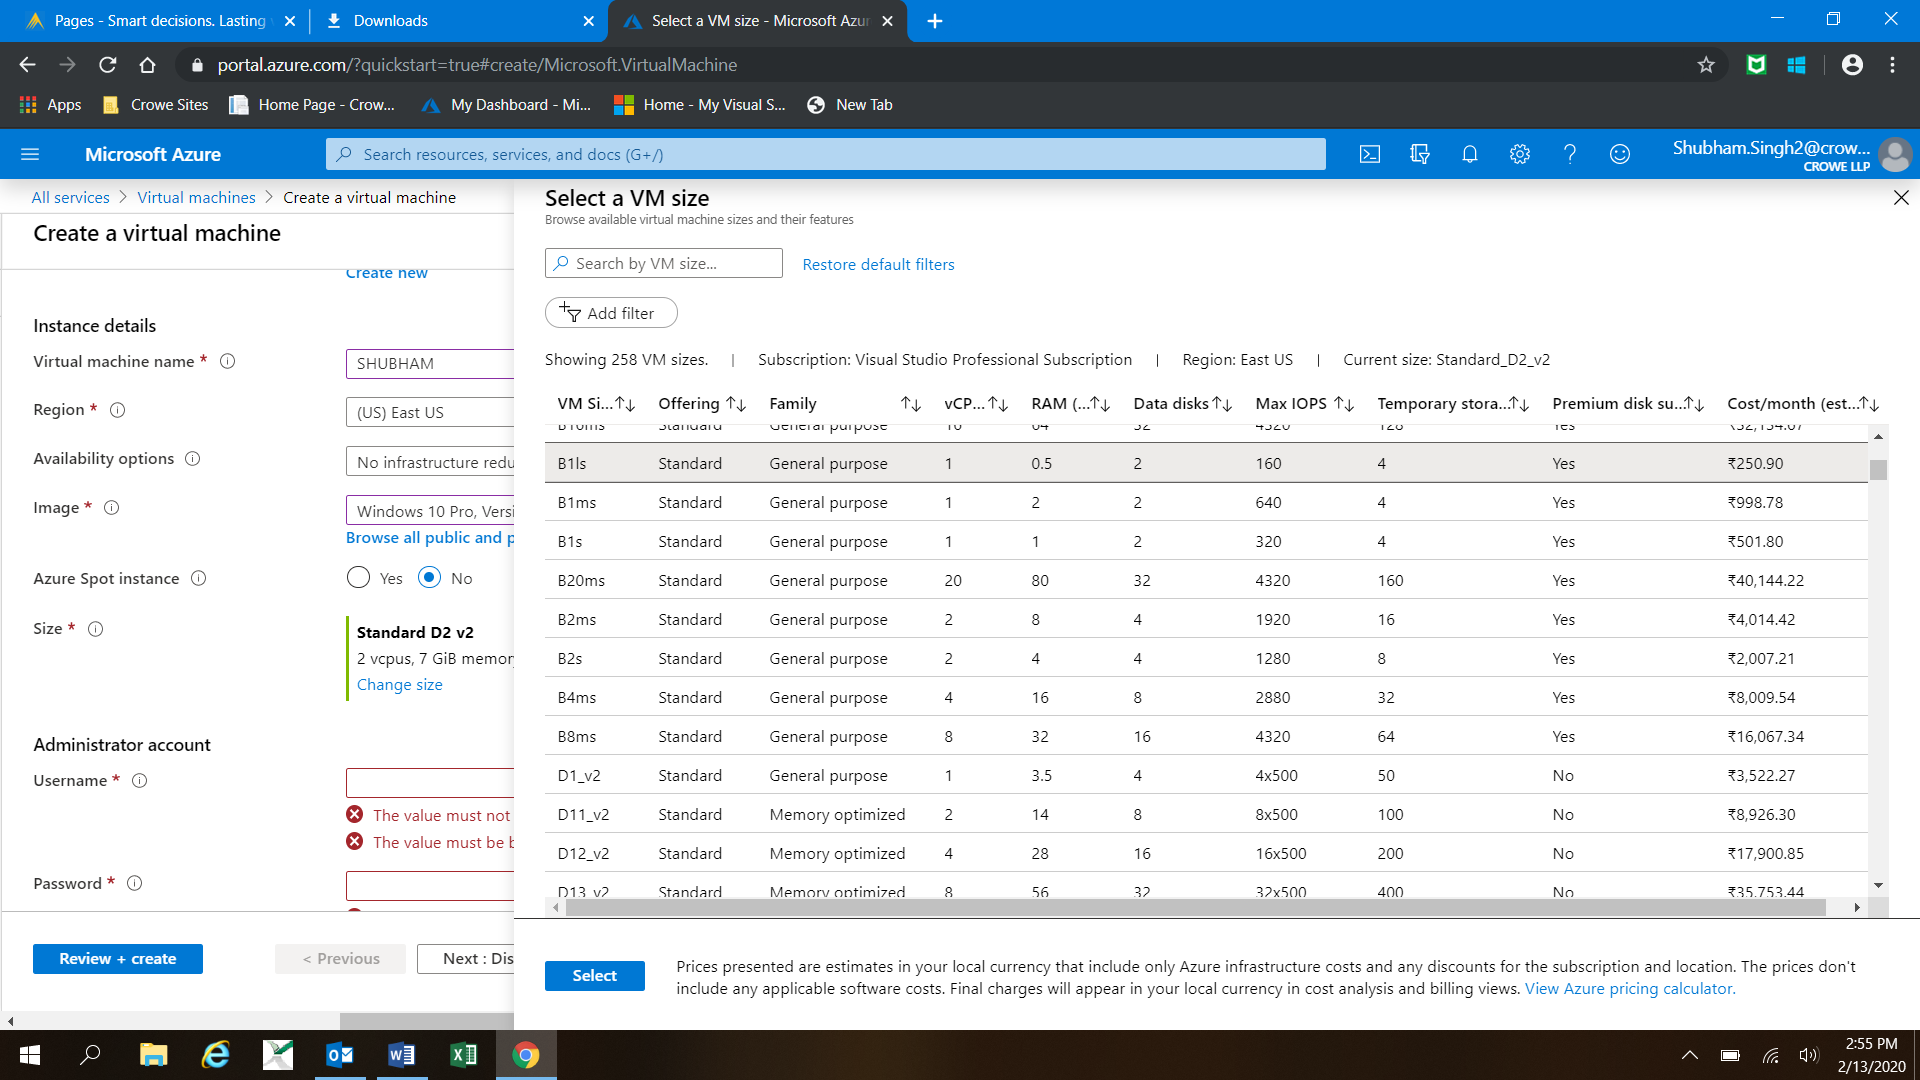 Pages - Smart decisions. Lasting
Downloads
Select a VM size - Microsoft Azur
portal.azure.com/?quickstart=true#create/Microsoft.VirtualMachine
Apps
Crowe Sites
Home Page - Crow...
My Dashboard - Mi...
Home - My Visual S...
New Tab
Microsoft Azure
Search resources, services, and docs (G+/)
Shubham.Singh2@crow...
CROWE LLP
All services > Virtual machines > Create a virtual machine
Create a virtual machine
Create new
Instance details
Virtual machine name *
SHUBHAM
Region *
(US) East US
Availability options
No infrastructure redu
Image *
Windows 10 Pro, Versi
Browse all public and p
Azure Spot instance
Yes No
Size *
Standard D2 v2
2 vcpus, 7 GiB memor
Change size
Administrator account
Username *
The value must not
The value must be b
Password *
Review + create
< Previous
Next : Dis
Select a VM size
Browse available virtual machine sizes and their features
Search by VM size...
Restore default filters
Add filter
Showing 258 VM sizes. | Subscription: Visual Studio Professional Subscription | Region: East US | Current size: Standard_D2_v2
VM Si... Offering Family vCP... RAM (... Data disks Max IOPS Temporary stora... Premium disk su... Cost/month (est...
B16ms Standard General purpose 16 64 32 4320 128 Yes ₹32,134.67
B1ls Standard General purpose 1 0.5 2 160 4 Yes ₹250.90
B1ms Standard General purpose 1 2 2 640 4 Yes ₹998.78
B1s Standard General purpose 1 1 2 320 4 Yes ₹501.80
B20ms Standard General purpose 20 80 32 4320 160 Yes ₹40,144.22
B2ms Standard General purpose 2 8 4 1920 16 Yes ₹4,014.42
B2s Standard General purpose 2 4 4 1280 8 Yes ₹2,007.21
B4ms Standard General purpose 4 16 8 2880 32 Yes ₹8,009.54
B8ms Standard General purpose 8 32 16 4320 64 Yes ₹16,067.34
D1_v2 Standard General purpose 1 3.5 4 4x500 50 No ₹3,522.27
D11_v2 Standard Memory optimized 2 14 8 8x500 100 No ₹8,926.30
D12_v2 Standard Memory optimized 4 28 16 16x500 200 No ₹17,900.85
D13_v2 Standard Memory optimized 8 56 32 32x500 400 No ₹35,753.44
Select
Prices presented are estimates in your local currency that include only Azure infrastructure costs and any discounts for the subscription and location. The prices don't
include any applicable software costs. Final charges will appear in your local currency in cost analysis and billing views. View Azure pricing calculator.
2:55 PM
2/13/2020